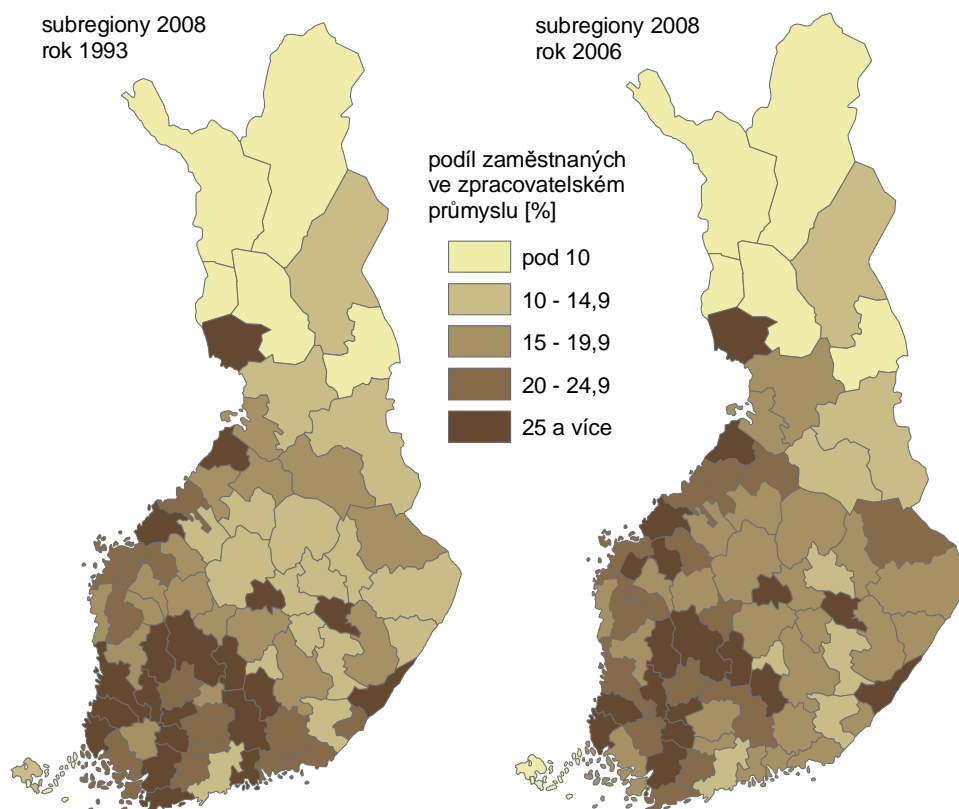 subregiony 2008
rok 1993
subregiony 2008
rok 2006
podíl zaměstnaných
ve zpracovatelském
průmyslu [%]
pod 10
10 - 14,9
15 - 19,9
20 - 24,9
25 a více